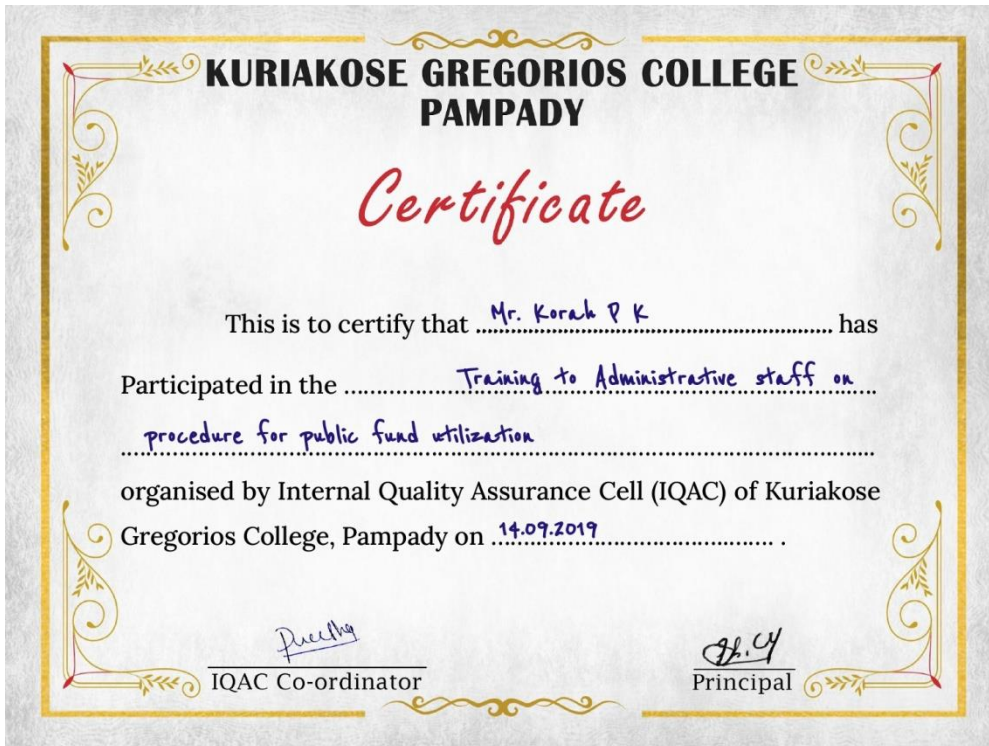 KURIAKOSE GREGORIOS COLLEGE
PAMPADY
Certificate
This is to certify that Mr. Korah P K has
Participated in the Training to Administrative staff on
procedure for public fund utilization
organised by Internal Quality Assurance Cell (IQAC) of Kuriakose
Gregorios College, Pampady on 14.09.2019 .
IQAC Co-ordinator
Principal